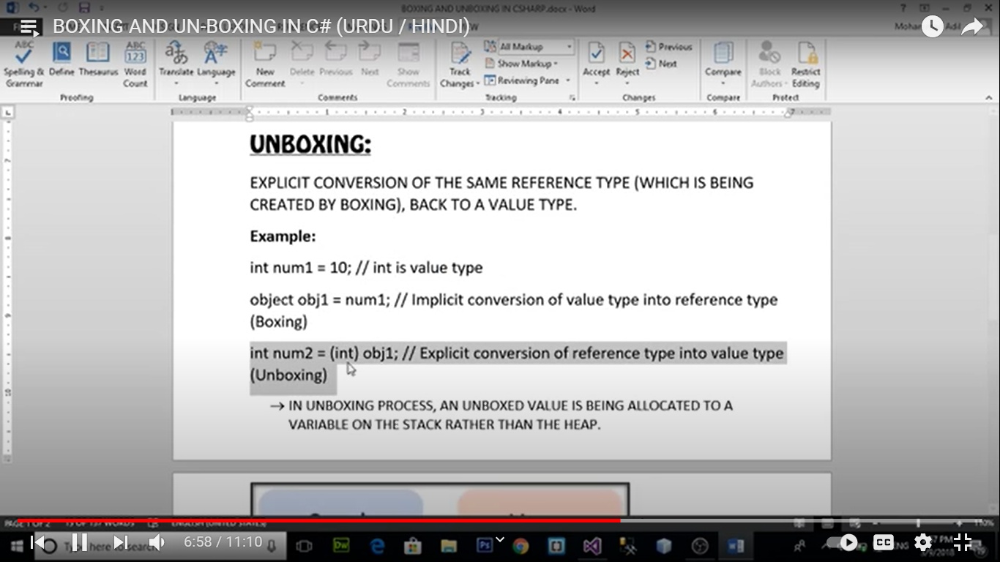 BOXING AND UNBOXING IN CSHARP.docx - Word
BOXING AND UN-BOXING IN C# (URDU / HINDI)
Spelling & Grammar
Define
Thesaurus
Word Count
Translate
Language
New Comment
Delete
Previous
Next
Show Comments
Track Changes
All Markup
Show Markup
Reviewing Pane
Accept
Reject
Previous
Next
Compare
Block Authors
Restrict Editing
Proofing
Language
Comments
Tracking
Changes
Compare
Protect
UNBOXING:
EXPLICIT CONVERSION OF THE SAME REFERENCE TYPE (WHICH IS BEING
CREATED BY BOXING), BACK TO A VALUE TYPE.
Example:
int num1 = 10; // int is value type
object obj1 = num1; // Implicit conversion of value type into reference type
(Boxing)
int num2 = (int) obj1; // Explicit conversion of reference type into value type
(Unboxing)
→ IN UNBOXING PROCESS, AN UNBOXED VALUE IS BEING ALLOCATED TO A
VARIABLE ON THE STACK RATHER THAN THE HEAP.
6:58 / 11:10